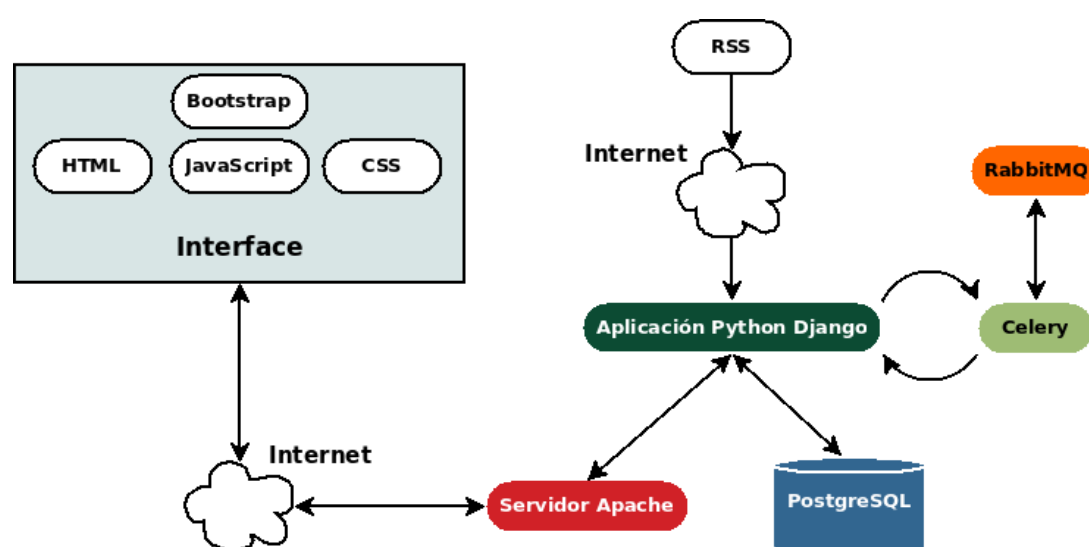 RSS
Bootstrap
HTML
JavaScript
CSS
Interface
Internet
RabbitMQ
Aplicación Python Django
Celery
Internet
Servidor Apache
PostgreSQL